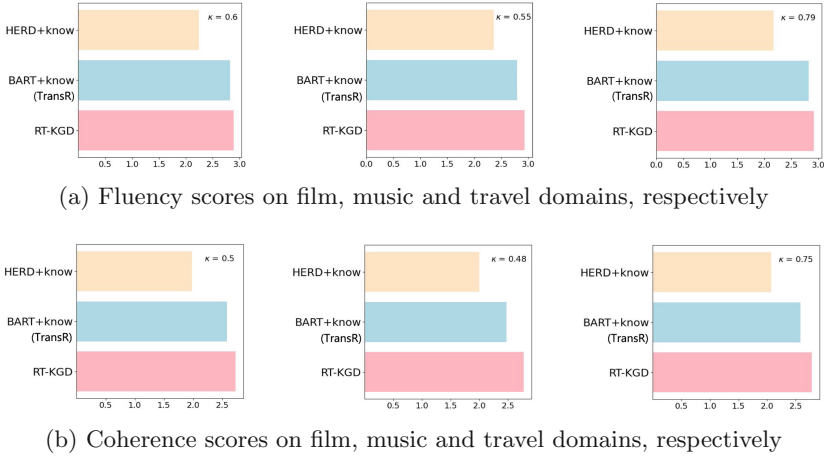 κ = 0.6
HERD+know
BART+know
(TransR)
RT-KGD
0.5 1.0 1.5 2.0 2.5 3.0
κ = 0.55
HERD+know
BART+know
(TransR)
RT-KGD
0.0 0.5 1.0 1.5 2.0 2.5 3.0
κ = 0.79
HERD+know
BART+know
(TransR)
RT-KGD
0.0 0.5 1.0 1.5 2.0 2.5 3.0
(a) Fluency scores on film, music and travel domains, respectively
κ = 0.5
HERD+know
BART+know
(TransR)
RT-KGD
0.5 1.0 1.5 2.0 2.5
κ = 0.48
HERD+know
BART+know
(TransR)
RT-KGD
0.5 1.0 1.5 2.0 2.5
κ = 0.75
HERD+know
BART+know
(TransR)
RT-KGD
0.5 1.0 1.5 2.0 2.5
(b) Coherence scores on film, music and travel domains, respectively